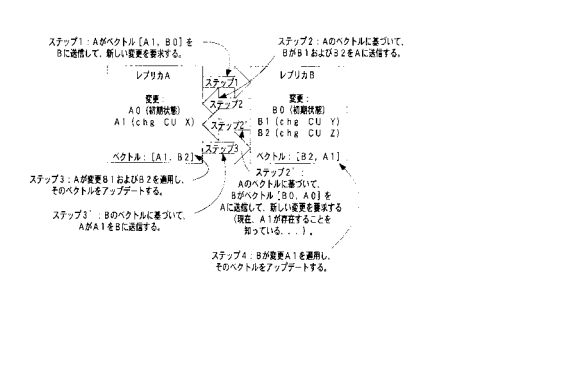 ステップ1：Aがベクトル [A1, B0] を
Bに送信して、新しい変更を要求する。
ステップ2：Aのベクトルに基づいて、
BがB1およびB2をAに送信する。
レプリカA
ステップ1
レプリカB
変更：
A0 (初期状態)
A1 (chg CU X)
ステップ2
変更：
B0 (初期状態)
B1 (chg CU Y)
B2 (chg CU Z)
ステップ2'
ステップ3
ベクトル：[A1, B2]
ベクトル：[B2, A1]
ステップ3：Aが変更B1およびB2を適用し、
そのベクトルをアップデートする。
ステップ2'：
Aのベクトルに基づいて、
Bがベクトル [B0, A0] を
Aに送信して、新しい変更を要求する
(現在、A1が存在することを
知っている...)。
ステップ3'：Bのベクトルに基づいて、
AがA1をBに送信する。
ステップ4：Bが変更A1を適用し、
そのベクトルをアップデートする。